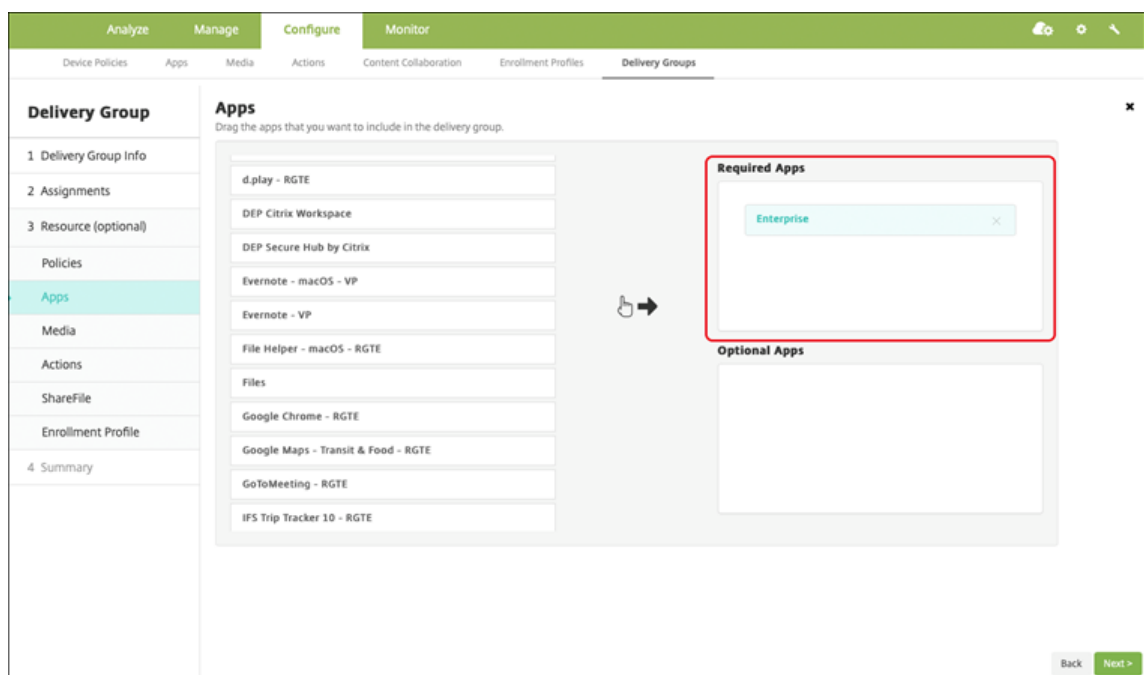 Analyze Manage Configure Monitor
Device Policies Apps Media Actions Content Collaboration Enrollment Profiles Delivery Groups
Delivery Group
1 Delivery Group Info
2 Assignments
3 Resource (optional)
Policies
Apps
Media
Actions
ShareFile
Enrollment Profile
4 Summary
Apps
Drag the apps that you want to include in the delivery group.
d.play - RGTE
DEP Citrix Workspace
DEP Secure Hub by Citrix
Evernote - macOS - VP
Evernote - VP
File Helper - macOS - RGTE
Files
Google Chrome - RGTE
Google Maps - Transit & Food - RGTE
GoToMeeting - RGTE
IFS Trip Tracker 10 - RGTE
Required Apps
Enterprise
Optional Apps
Back Next >